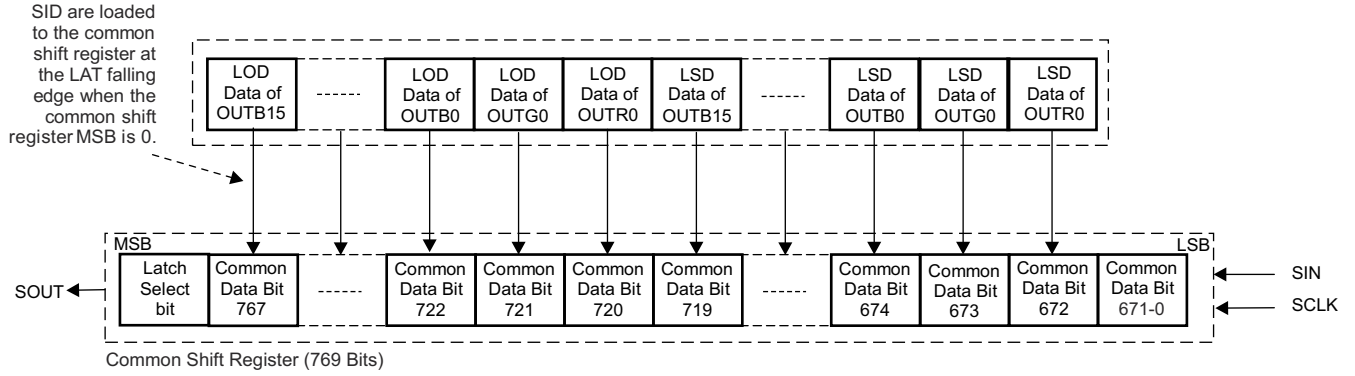 SID are loaded
to the common
shift register at
the LAT falling
edge when the
common shift
register MSB is 0.
LOD
Data of
OUTB15
LOD
Data of
OUTB0
LOD
Data of
OUTG0
LOD
Data of
OUTR0
LSD
Data of
OUTB15
LSD
Data of
OUTB0
LSD
Data of
OUTG0
LSD
Data of
OUTR0
MSB
LSB
Latch
Select
bit
Common
Data Bit
767
Common
Data Bit
722
Common
Data Bit
721
Common
Data Bit
720
Common
Data Bit
719
Common
Data Bit
674
Common
Data Bit
673
Common
Data Bit
672
Common
Data Bit
671-0
SOUT
SIN
SCLK
Common Shift Register (769 Bits)